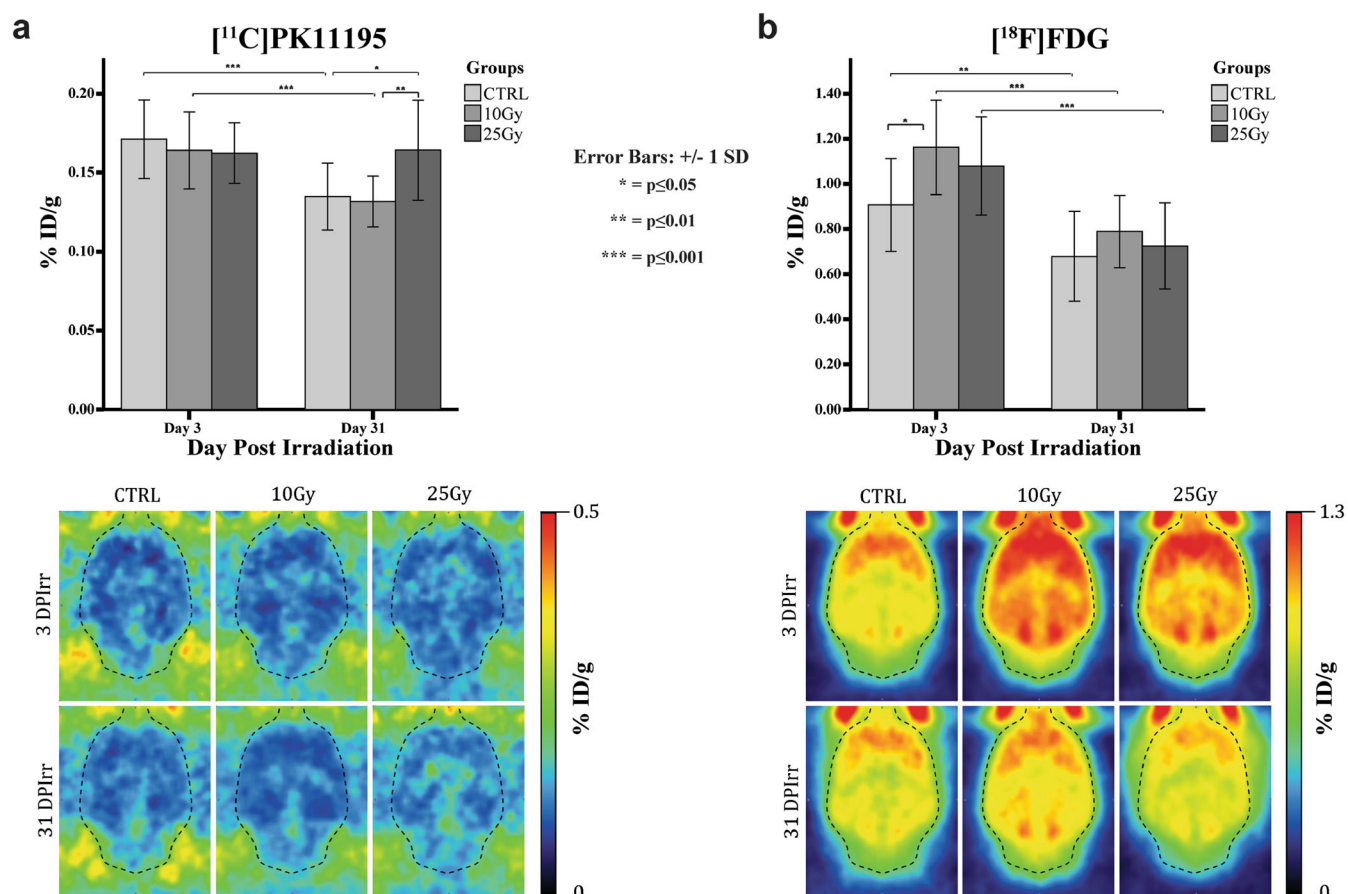 a
[¹¹C]PK11195
*** * Groups
*** ** CTRL
10Gy
25Gy
0.20
0.15
0.10
0.05
0.00
% ID/g
Day 3 Day 31
Day Post Irradiation
Error Bars: +/- 1 SD
* = p≤0.05
** = p≤0.01
*** = p≤0.001
b
[¹⁸F]FDG
** Groups
*** CTRL
* *** 10Gy
25Gy
1.40
1.20
1.00
0.80
0.60
0.40
0.20
0.00
% ID/g
Day 3 Day 31
Day Post Irradiation
CTRL 10Gy 25Gy
3 DPIrr
31 DPIrr
0.5
% ID/g
0
CTRL 10Gy 25Gy
3 DPIrr
31 DPIrr
1.3
% ID/g
0